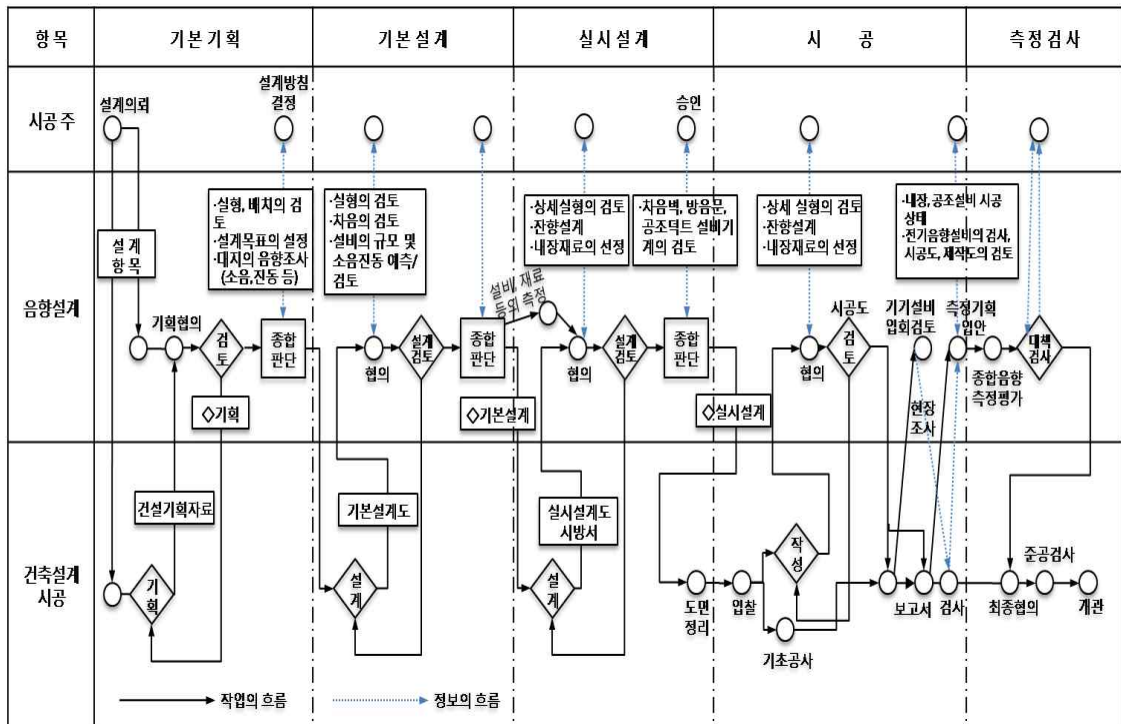 항목
기본기획
기본설계
실시설계
시 공
측정검사
시공주
설계의뢰
설계방침
결정
승인
음향설계
설계
항목
·실형, 배치의 검
토
·설계목표의 설정
·대지의 음향조사
(소음,진동 등)
기획협의
검토
종합
판단
◇기획
·실형의 검토
·차음의 검토
·설비의 규모 및
소음진동 예측/
검토
협의
설계
검토
종합
판단
◇기본설계
설비, 재료
등의 측정
·상세실형의 검토
·잔향설계
·내장재료의 선정
협의
설계
검토
·차음벽, 방음문,
공조덕트 설비기
계의 검토
종합
판단
◇실시설계
·상세 실형의 검토
·잔향설계
·내장재료의 선정
협의
시공도
검토
기기설비
입회검토
현장
조사
·내장, 공조설비 시공
상태
·전기음향설비의 검사,
시공도, 제작도의 검토
측정기획
입안
종합음향
측정평가
대책
검사
건축설계
시공
건설기획자료
기획
기본설계도
설계
실시설계도
시방서
설계
도면
정리
입찰
작성
기초공사
보고서
검사
최종협의
준공검사
개관
작업의 흐름
정보의 흐름